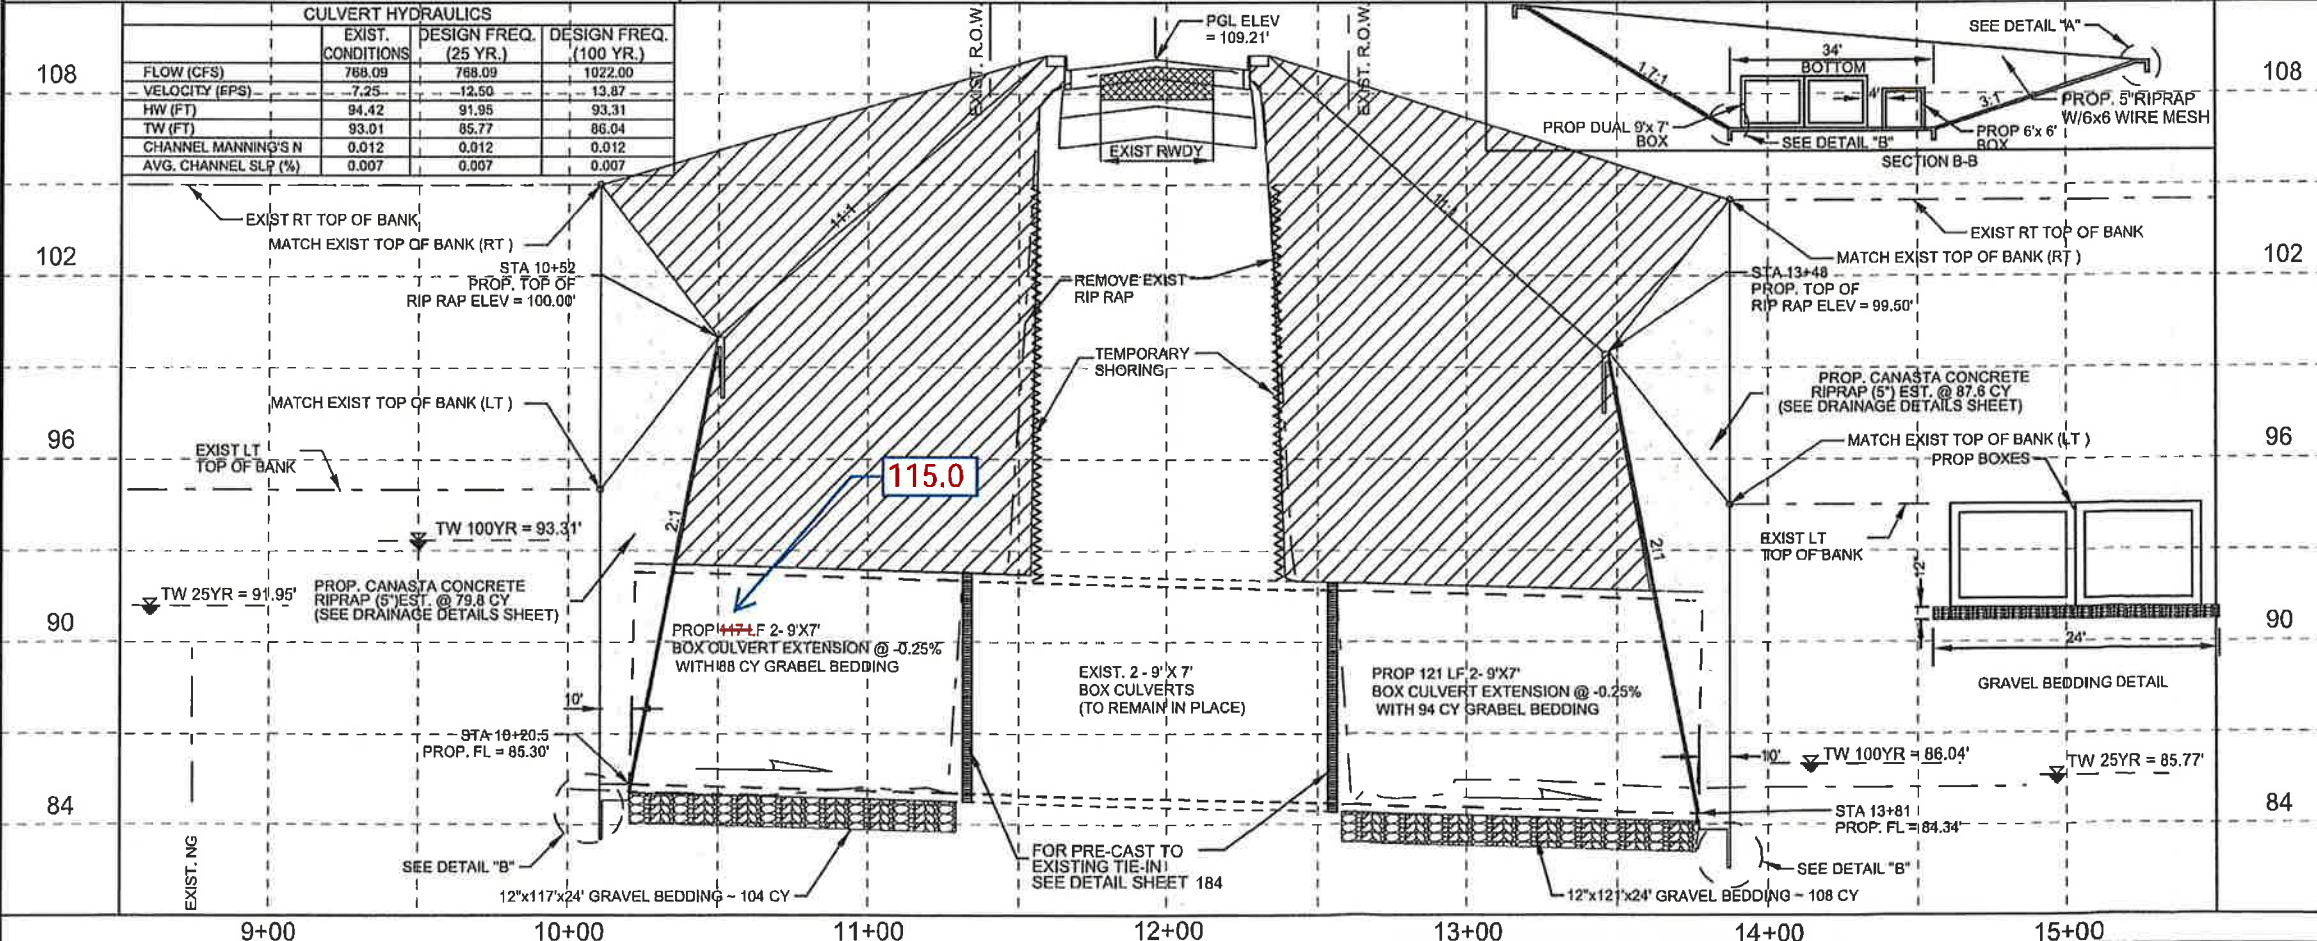 CULVERT HYDRAULICS
EXIST. CONDITIONS DESIGN FREQ. (25 YR.) DESIGN FREQ. (100 YR.)
FLOW (CFS) 768.09 768.09 1022.00
VELOCITY (FPS) 7.25 12.50 13.87
HW (FT) 94.42 91.95 93.31
TW (FT) 93.01 85.77 86.04
CHANNEL MANNING'S N 0.012 0.012 0.012
AVG. CHANNEL SLP (%) 0.007 0.007 0.007
108
102
96
90
84
EXIST. R.O.W.
PGL ELEV
= 109.21'
EXIST. R.O.W.
EXIST RWDY
SEE DETAIL "A"
34'
BOTTOM
1.7:1
4'
3:1
PROP. 5"RIPRAP
W/6x6 WIRE MESH
PROP DUAL 9'x 7'
BOX
SEE DETAIL "B"
PROP 6'x 6'
BOX
SECTION B-B
108
102
96
90
84
EXIST RT TOP OF BANK
MATCH EXIST TOP OF BANK (RT )
STA 10+52
PROP. TOP OF
RIP RAP ELEV = 100.00'
11:1
11:1
REMOVE EXIST
RIP RAP
TEMPORARY
SHORING
EXIST RT TOP OF BANK
MATCH EXIST TOP OF BANK (RT )
STA 13+48
PROP. TOP OF
RIP RAP ELEV = 99.50'
MATCH EXIST TOP OF BANK (LT )
EXIST LT
TOP OF BANK
115.0
2:1
2:1
PROP. CANASTA CONCRETE
RIPRAP (5") EST. @ 87.6 CY
(SEE DRAINAGE DETAILS SHEET)
MATCH EXIST TOP OF BANK (LT )
PROP BOXES
TW 100YR = 93.31'
TW 25YR = 91.95'
PROP. CANASTA CONCRETE
RIPRAP (5")EST. @ 79.8 CY
(SEE DRAINAGE DETAILS SHEET)
EXIST LT
TOP OF BANK
12"
24'
GRAVEL BEDDING DETAIL
PROP 117 LF 2- 9'X7'
BOX CULVERT EXTENSION @ -0.25%
WITH 88 CY GRABEL BEDDING
EXIST. 2 - 9' X 7'
BOX CULVERTS
(TO REMAIN IN PLACE)
PROP 121 LF 2- 9'X7'
BOX CULVERT EXTENSION @ -0.25%
WITH 94 CY GRABEL BEDDING
10'
STA 10+20.5
PROP. FL = 85.30'
10'
TW 100YR = 86.04'
TW 25YR = 85.77'
STA 13+81
PROP. FL = 84.34'
EXIST. NG
SEE DETAIL "B"
12"x117'x24' GRAVEL BEDDING ~ 104 CY
FOR PRE-CAST TO
EXISTING TIE-IN
SEE DETAIL SHEET 184
12"x121'x24' GRAVEL BEDDING ~ 108 CY
SEE DETAIL "B"
9+00 10+00 11+00 12+00 13+00 14+00 15+00